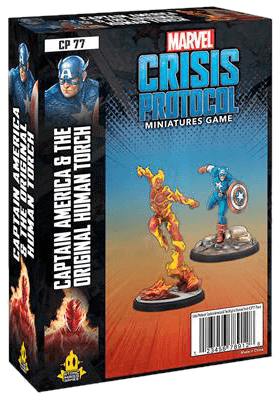 CP 77
CAPTAIN AMERICA
& THE ORIGINAL
HUMAN TORCH
CAPTAIN AMERICA & THE
ORIGINAL HUMAN TORCH
MARVEL
CRISIS
PROTOCOL
MINIATURES GAME
Made in China